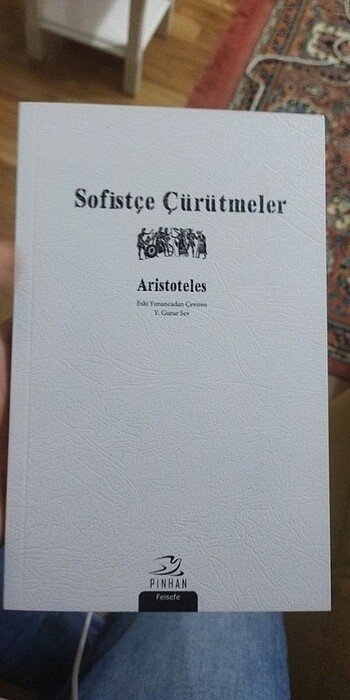 Sofistçe Çürütmeler
Aristoteles
Eski Yunancadan Çeviren
Y. Gurur Sev
PINHAN
Felsefe